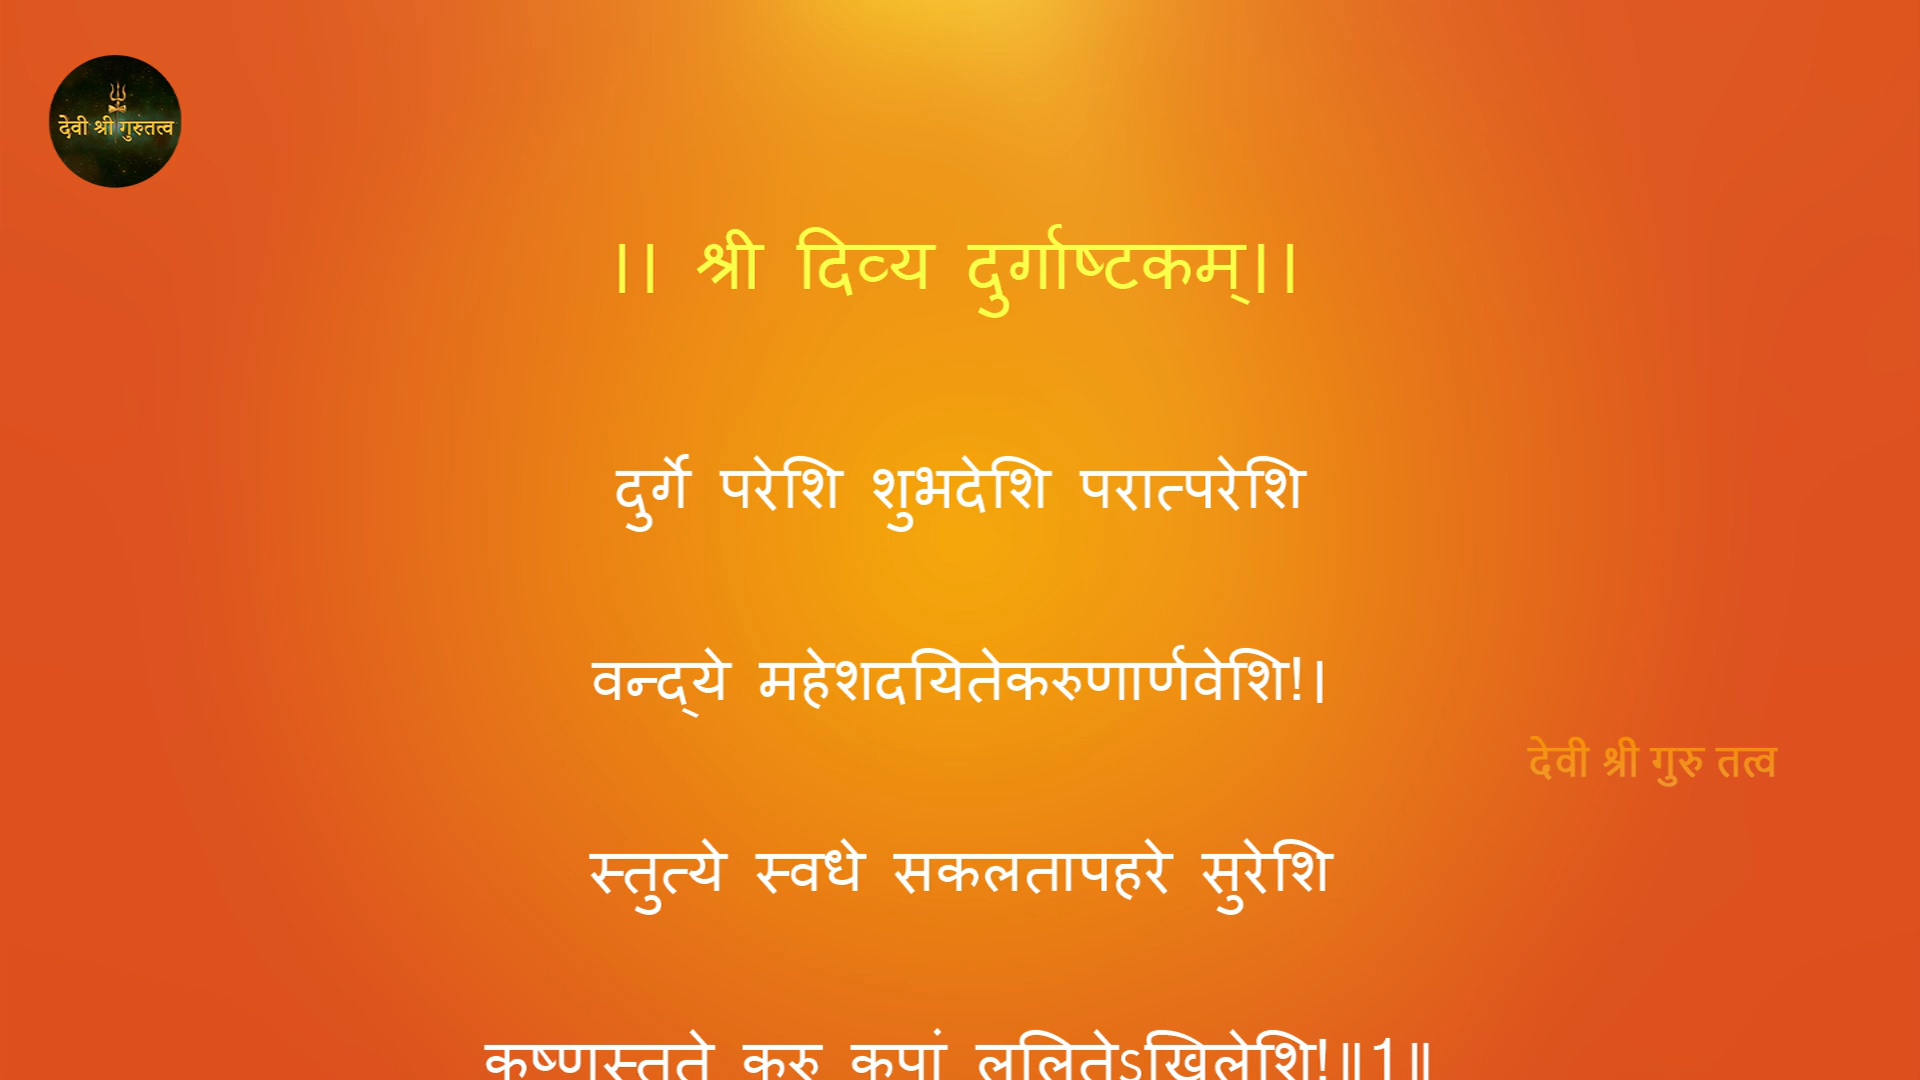 देवी श्री गुरुतत्व
।। श्री दिव्य दुर्गाष्टकम्।।
दुर्गे परेशि शुभदेशि परात्परेशि
वन्द्ये महेशदयितेकरुणार्णवेशि!।
देवी श्री गुरु तत्व
स्तुत्ये स्वधे सकलतापहरे सुरेशि
कृष्णस्तुते कुरु कृपां ललितेऽखिलेशि!॥1॥